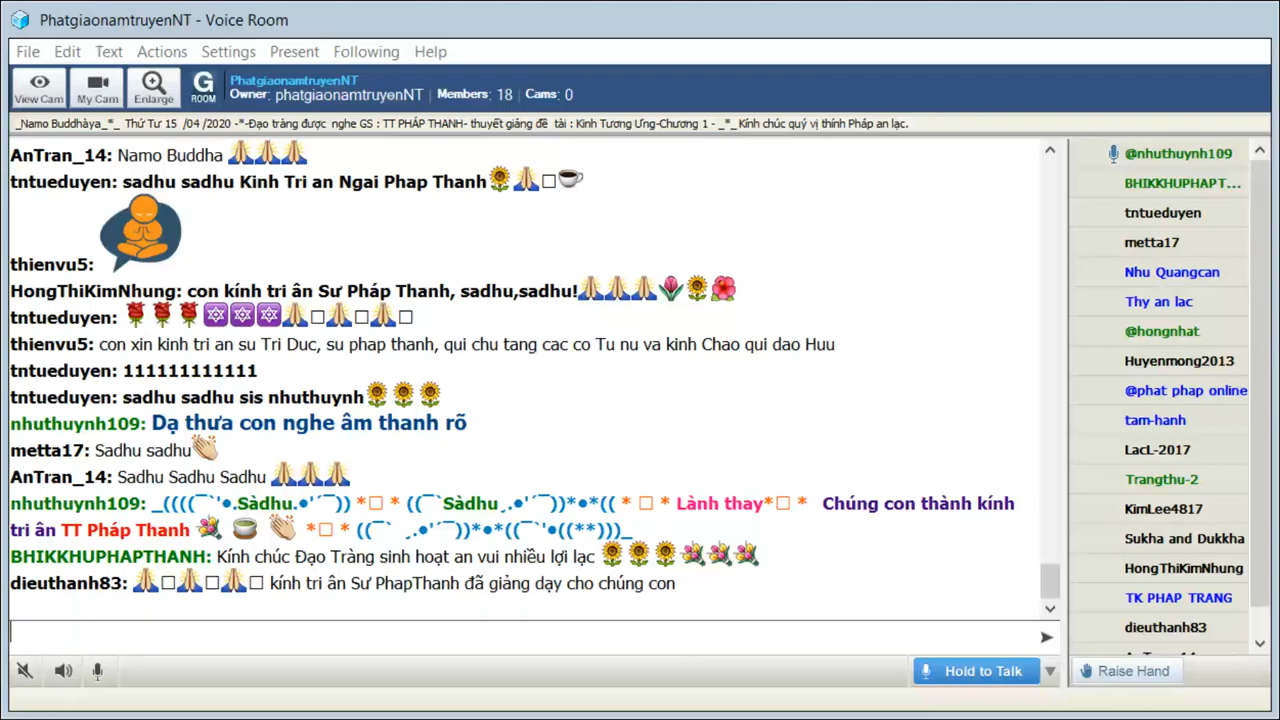 PhatgiaonamtruyenNT - Voice Room
File Edit Text Actions Settings Present Following Help
View Cam
My Cam
Enlarge
G
ROOM
PhatgiaonamtruyenNT
Owner: phatgiaonamtruyenNT | Members: 18 | Cams: 0
_Namo Buddhàya_*_ Thứ Tư 15 /04 /2020 -*-Đạo tràng được nghe GS : TT PHÁP THANH- thuyết giảng đề tài : Kinh Tương Ưng-Chương 1 - _*_ Kính chúc quý vị thính Pháp an lạc.
AnTran_14: Namo Buddha 🙏🙏🙏
tntueduyen: sadhu sadhu Kinh Tri an Ngai Phap Thanh🌻🙏□☕
thienvu5:
HongThiKimNhung: con kính tri ân Sư Pháp Thanh, sadhu,sadhu!🙏🙏🙏🌷🌻🌺
tntueduyen: 🌹🌹🌹🔯🔯🔯🙏□🙏□🙏□
thienvu5: con xin kinh tri an su Tri Duc, su phap thanh, qui chu tang cac co Tu nu va kinh Chao qui dao Huu
tntueduyen: 111111111111
tntueduyen: sadhu sadhu sis nhuthuynh🌻🌻🌻
nhuthuynh109: Dạ thưa con nghe âm thanh rõ
metta17: Sadhu sadhu👏
AnTran_14: Sadhu Sadhu Sadhu 🙏🙏🙏
nhuthuynh109: _((((¯`'•.Sàdhu.•'´¯)) *□ * ((¯`Sàdhu¸.•'´¯))*•*(( * □ * Lành thay*□ * Chúng con thành kính
tri ân TT Pháp Thanh 💐 🍵 👏 *□ * ((¯` ¸.•'´¯))*•*((¯`'•((**)))_
BHIKKHUPHAPTHANH: Kính chúc Đạo Tràng sinh hoạt an vui nhiều lợi lạc 🌻🌻🌻💐💐💐
dieuthanh83: 🙏□🙏□🙏□ kính tri ân Sư PhapThanh đã giảng dạy cho chúng con
Hold to Talk
@nhuthuynh109
BHIKKHUPHAPT...
tntueduyen
metta17
Nhu Quangcan
Thy an lac
@hongnhat
Huyenmong2013
@phat phap online
tam-hanh
LacL-2017
Trangthu-2
KimLee4817
Sukha and Dukkha
HongThiKimNhung
TK PHAP TRANG
dieuthanh83
AnTran_14
Raise Hand